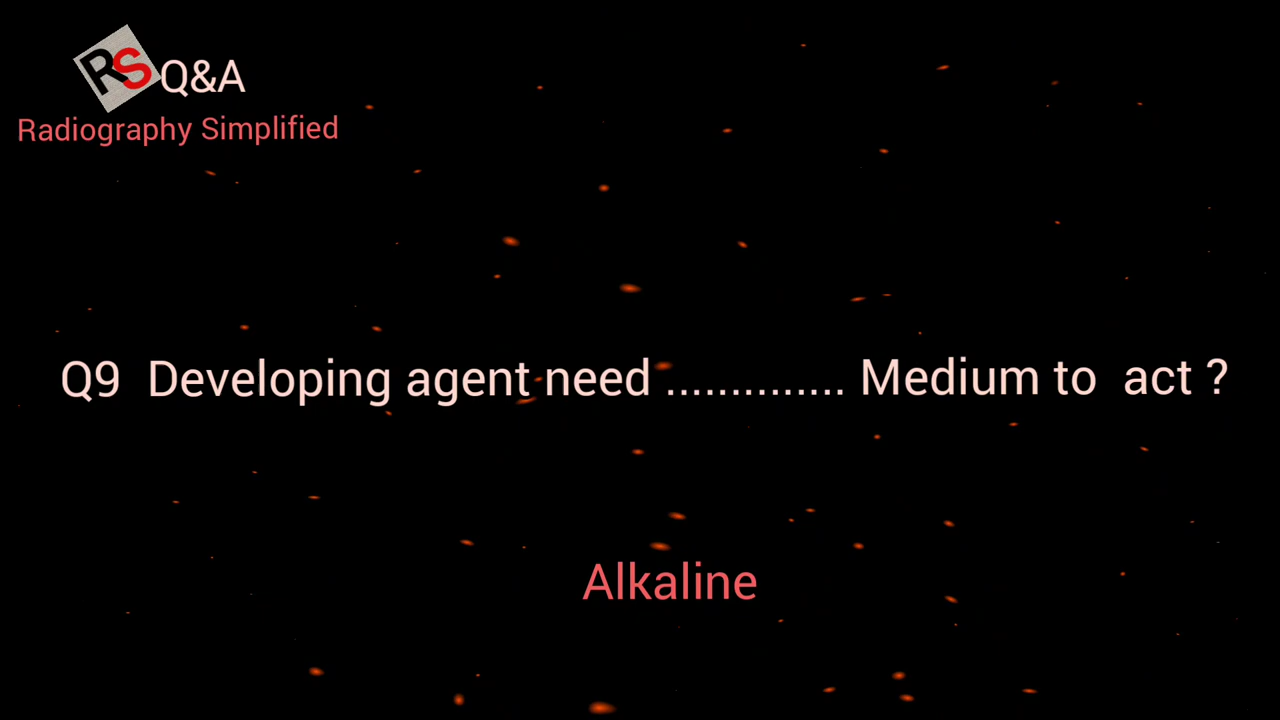 RS Q&A
Radiography Simplified
Q9 Developing agent need .............. Medium to act ?
Alkaline